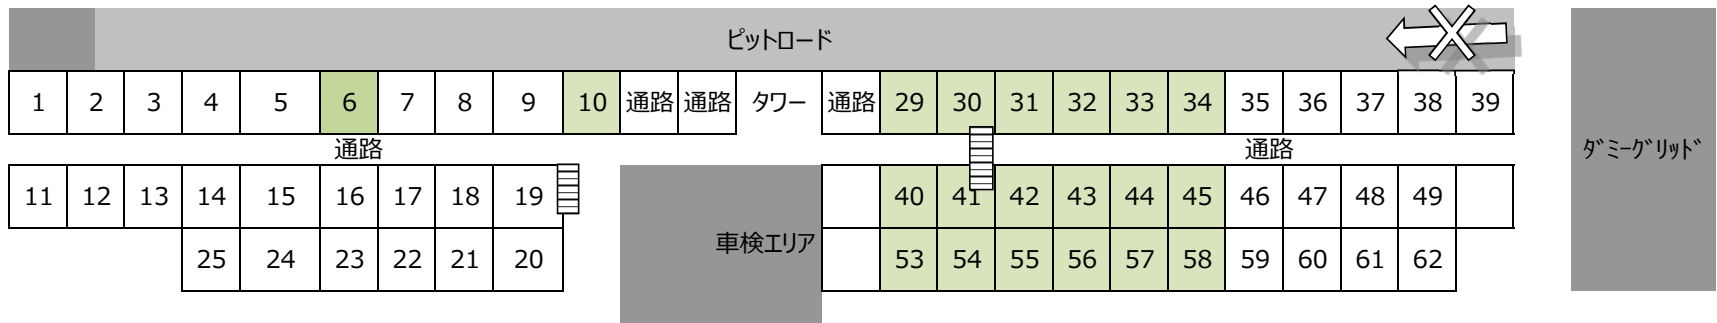 ピットロード
1 2 3 4 5 6 7 8 9 10 通路 通路 タワー 通路 29 30 31 32 33 34 35 36 37 38 39
通路 通路
ﾀﾞﾐｰｸﾞﾘｯﾄﾞ
11 12 13 14 15 16 17 18 19 40 41 42 43 44 45 46 47 48 49
車検エリア
25 24 23 22 21 20 53 54 55 56 57 58 59 60 61 62